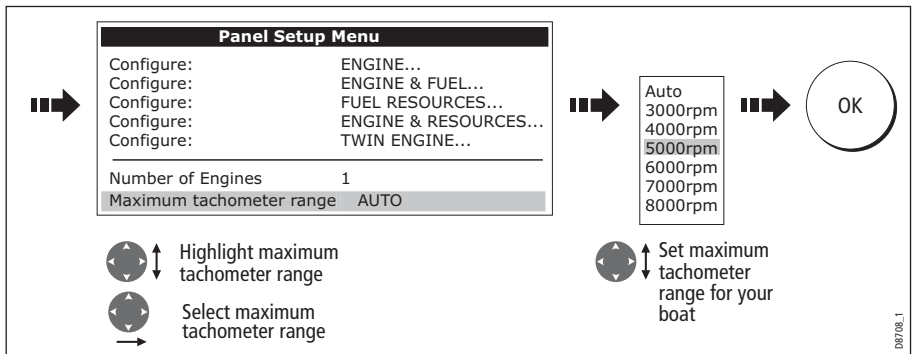 Panel Setup Menu
Configure: ENGINE...
Configure: ENGINE & FUEL...
Configure: FUEL RESOURCES...
Configure: ENGINE & RESOURCES...
Configure: TWIN ENGINE...
Number of Engines 1
Maximum tachometer range AUTO
Highlight maximum
tachometer range
Select maximum
tachometer range
Auto
3000rpm
4000rpm
5000rpm
6000rpm
7000rpm
8000rpm
Set maximum
tachometer
range for your
boat
OK
D8708_1